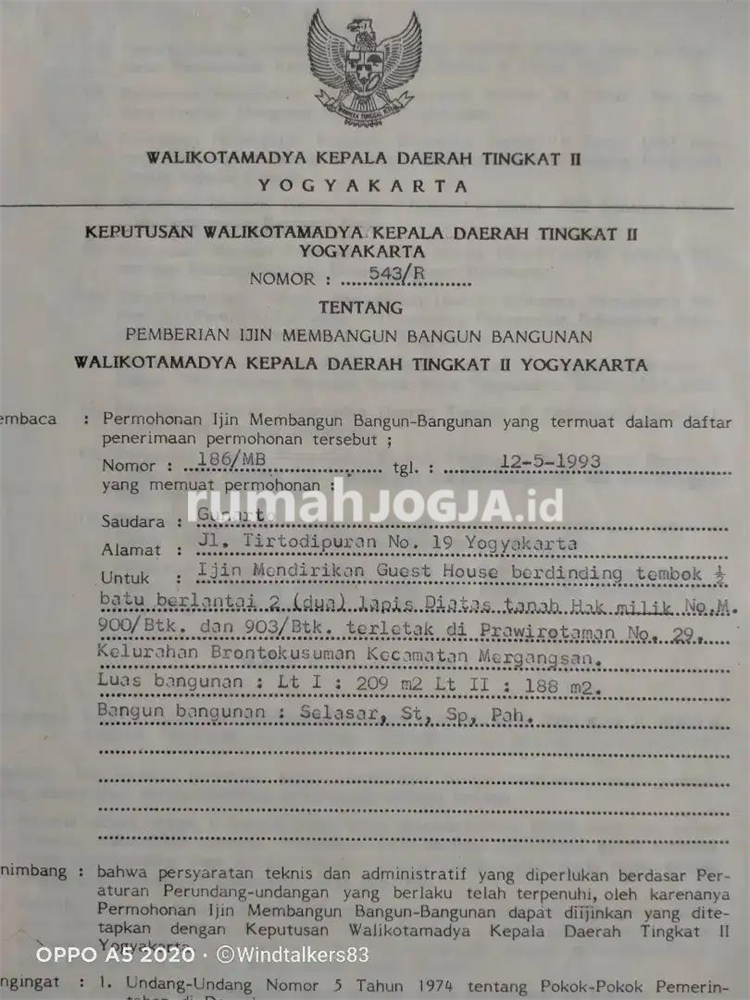 WALIKOTAMADYA KEPALA DAERAH TINGKAT II
YOGYAKARTA
KEPUTUSAN WALIKOTAMADYA KEPALA DAERAH TINGKAT II
YOGYAKARTA
NOMOR : ....543/R........
TENTANG
PEMBERIAN IJIN MEMBANGUN BANGUN BANGUNAN
WALIKOTAMADYA KEPALA DAERAH TINGKAT II YOGYAKARTA
embaca : Permohonan Ijin Membangun Bangun-Bangunan yang termuat dalam daftar
penerimaan permohonan tersebut ;
Nomor : 186/MB tgl. : 12-5-1993
yang memuat permohonan :
rumahJOGJA.id
Saudara : Gunarto
Alamat : Jl. Tirtodipuran No. 19 Yogyakarta
Untuk : Ijin Mendirikan Guest House berdinding tembok ½
batu berlantai 2 (dua) lapis Diatas tanah Hak milik No.M.
900/Btk. dan 903/Btk. terletak di Prawirotaman No. 29.
Kelurahan Brontokusuman Kecamatan Mergangsan.
Luas bangunan : Lt I : 209 m2 Lt II : 188 m2.
Bangun bangunan : Selasar, St, Sp, Pah.
nimbang : bahwa persyaratan teknis dan administratif yang diperlukan berdasar Per-
aturan Perundang-undangan yang berlaku telah terpenuhi, oleh karenanya
Permohonan Ijin Membangun Bangun-Bangunan dapat diijinkan yang dite-
tapkan dengan Keputusan Walikotamadya Kepala Daerah Tingkat II
Yogyakarta
OPPO A5 2020 · ©Windtalkers83
ngingat : 1. Undang-Undang Nomor 5 Tahun 1974 tentang Pokok-Pokok Pemerin-